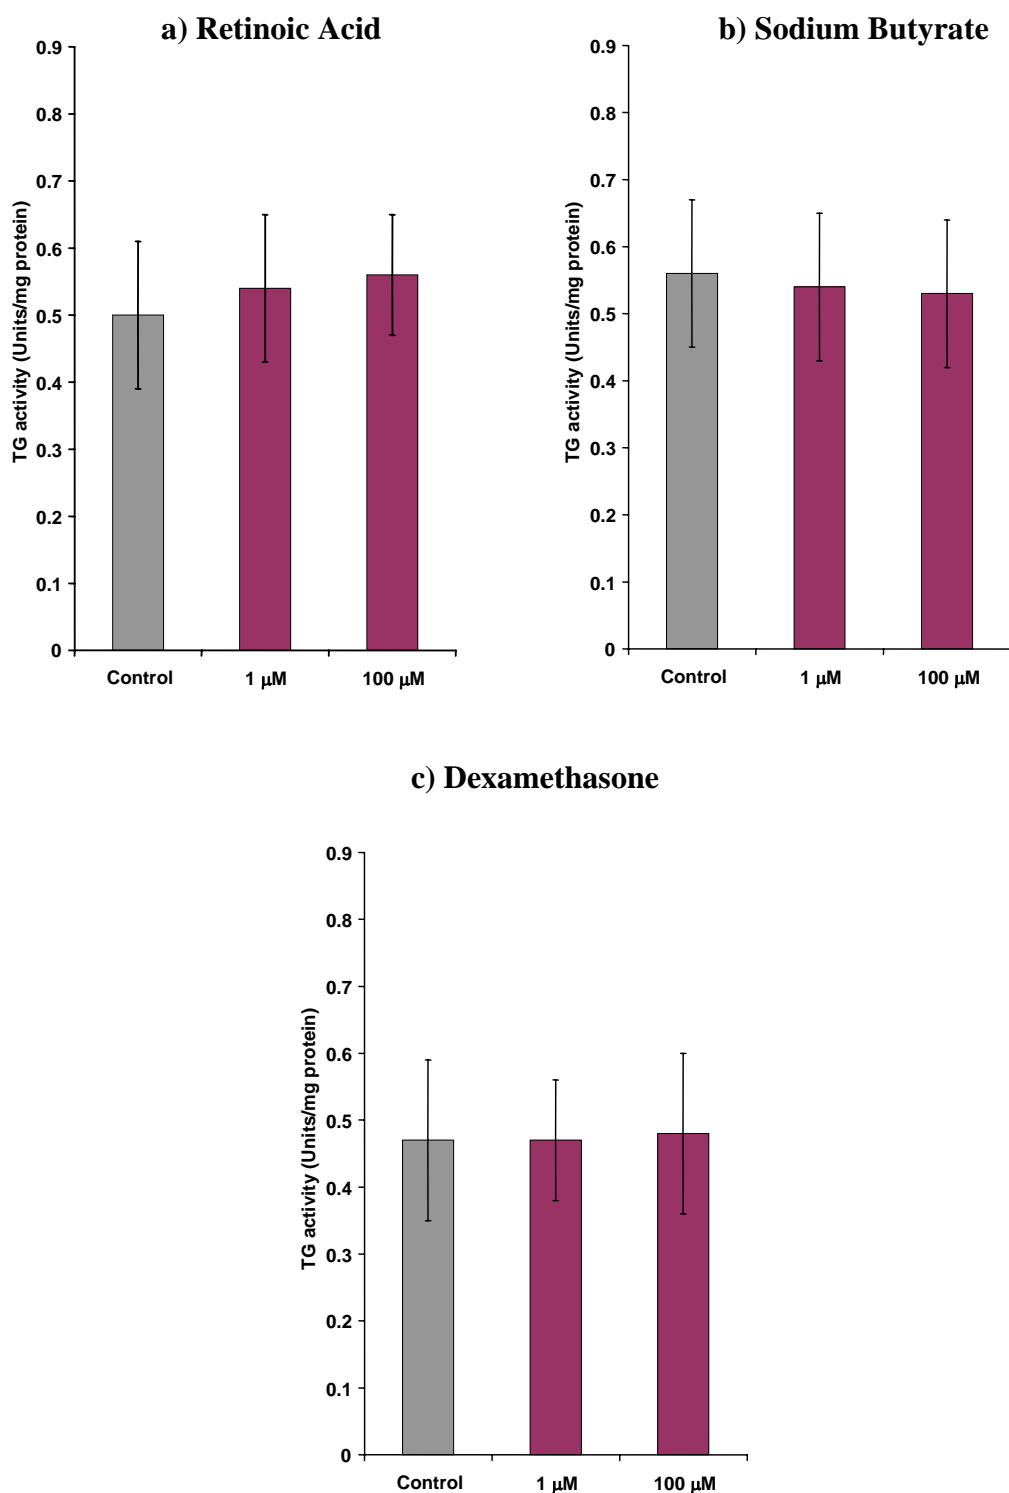 a) Retinoic Acid
0.9
0.8
0.7
0.6
0.5
0.4
0.3
0.2
0.1
0
TG activity (Units/mg protein)
Control
1 μM
100 μM
b) Sodium Butyrate
0.9
0.8
0.7
0.6
0.5
0.4
0.3
0.2
0.1
0
TG activity (Units/mg protein)
Control
1 μM
100 μM
c) Dexamethasone
0.9
0.8
0.7
0.6
0.5
0.4
0.3
0.2
0.1
0
TG activity (Units/mg protein)
Control
1 μM
100 μM